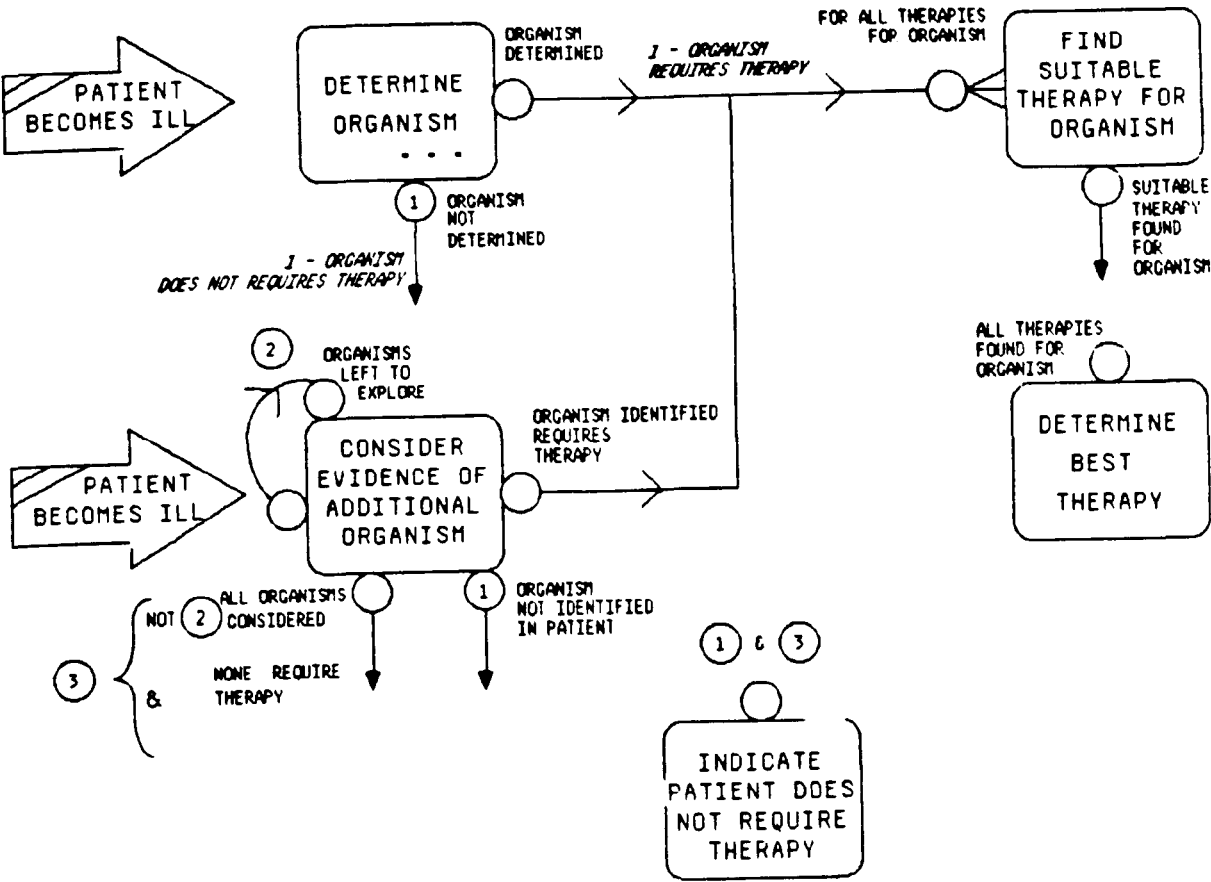 PATIENT
BECOMES ILL
DETERMINE
ORGANISM
. . .
ORGANISM
DETERMINED
1 - ORGANISM
REQUIRES THERAPY
FOR ALL THERAPIES
FOR ORGANISM
FIND
SUITABLE
THERAPY FOR
ORGANISM
1
ORGANISM
NOT
DETERMINED
1 - ORGANISM
DOES NOT REQUIRES THERAPY
SUITABLE
THERAPY
FOUND
FOR
ORGANISM
2
ORGANISMS
LEFT TO
EXPLORE
ALL THERAPIES
FOUND FOR
ORGANISM
DETERMINE
BEST
THERAPY
PATIENT
BECOMES ILL
CONSIDER
EVIDENCE OF
ADDITIONAL
ORGANISM
ORGANISM IDENTIFIED
REQUIRES
THERAPY
3
NOT 2 ALL ORGANISMS
CONSIDERED
& NONE REQUIRE
THERAPY
1
ORGANISM
NOT IDENTIFIED
IN PATIENT
1 & 3
INDICATE
PATIENT DOES
NOT REQUIRE
THERAPY